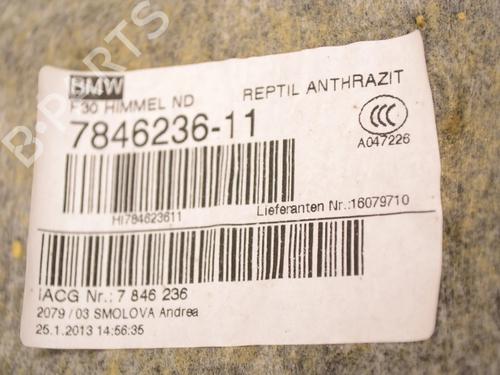 B-PARTS
BMW
F30 HIMMEL ND
REPTIL ANTHRAZIT
7846236-11
CCC
A047226
HI784623611
Lieferanten Nr.:16079710
IACG Nr.: 7 846 236
2079 / 03 SMOLOVA Andrea
25.1.2013 14:56:35